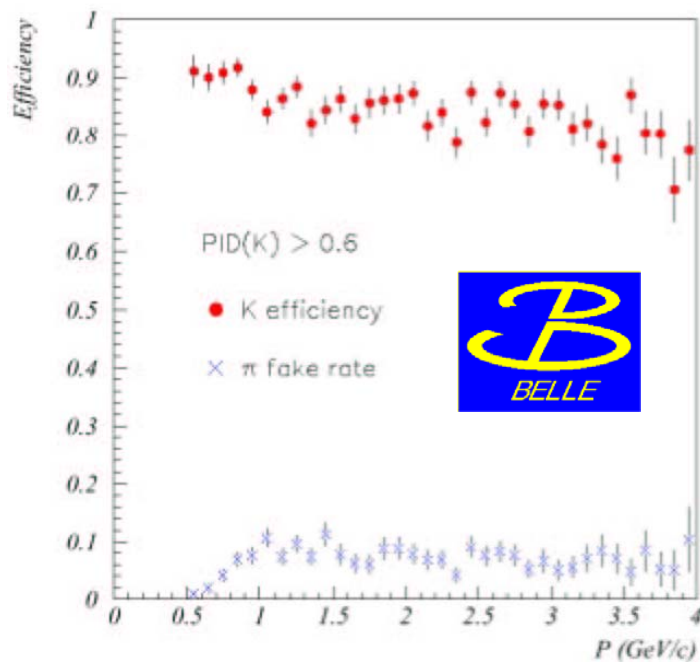 Efficiency
1
0.9
0.8
0.7
0.6
0.5
0.4
0.3
0.2
0.1
0
PID(K) > 0.6
K efficiency
π fake rate
BELLE
0 0.5 1 1.5 2 2.5 3 3.5 4
P (GeV/c)